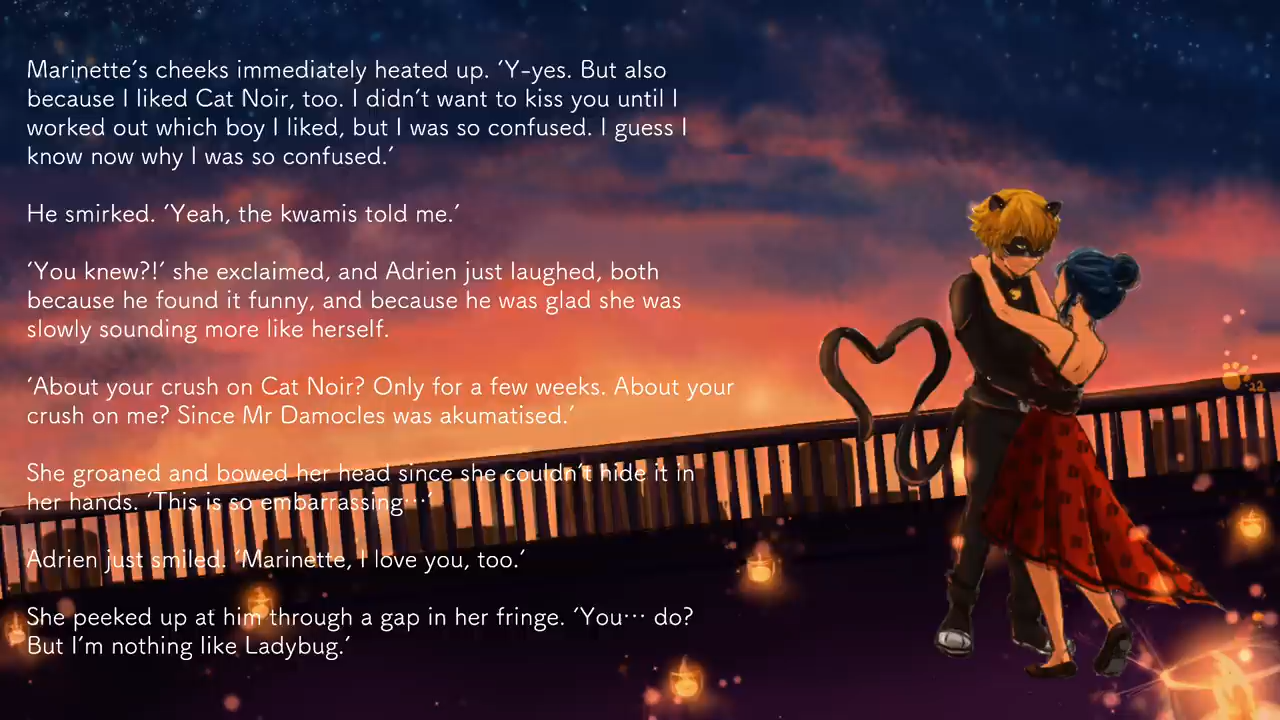 Marinette's cheeks immediately heated up. 'Y-yes. But also
because I liked Cat Noir, too. I didn't want to kiss you until I
worked out which boy I liked, but I was so confused. I guess I
know now why I was so confused.'
He smirked. 'Yeah, the kwamis told me.'
'You knew?!' she exclaimed, and Adrien just laughed, both
because he found it funny, and because he was glad she was
slowly sounding more like herself.
'About your crush on Cat Noir? Only for a few weeks. About your
crush on me? Since Mr Damocles was akumatised.'
She groaned and bowed her head since she couldn't hide it in
her hands. 'This is so embarrassing…'
Adrien just smiled. 'Marinette, I love you, too.'
She peeked up at him through a gap in her fringe. 'You… do?
But I'm nothing like Ladybug.'
'22